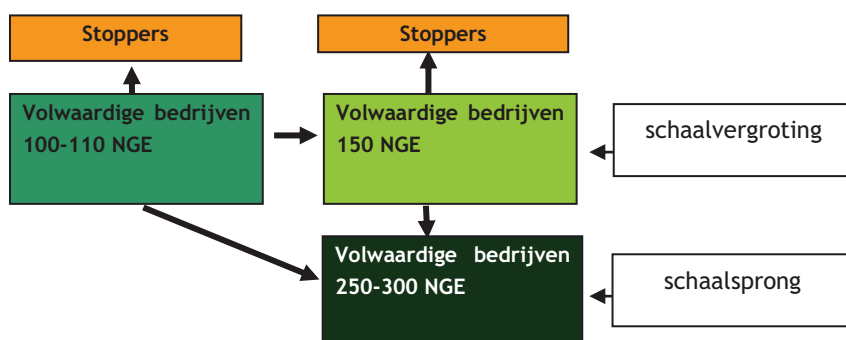 Stoppers
Stoppers
Volwaardige bedrijven
100-110 NGE
Volwaardige bedrijven
150 NGE
schaalvergroting
Volwaardige bedrijven
250-300 NGE
schaalsprong